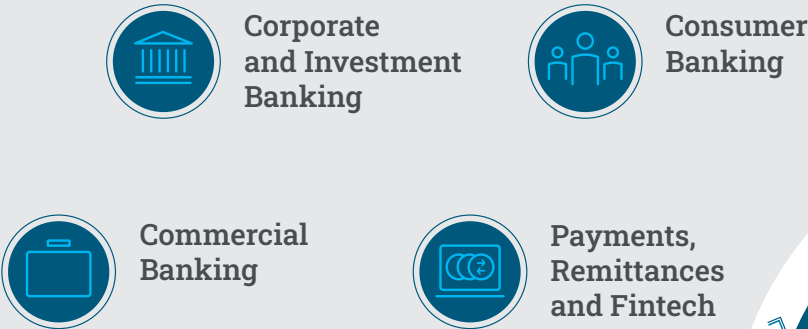 Corporate
and Investment
Banking
Consumer
Banking
Commercial
Banking
Payments,
Remittances
and Fintech